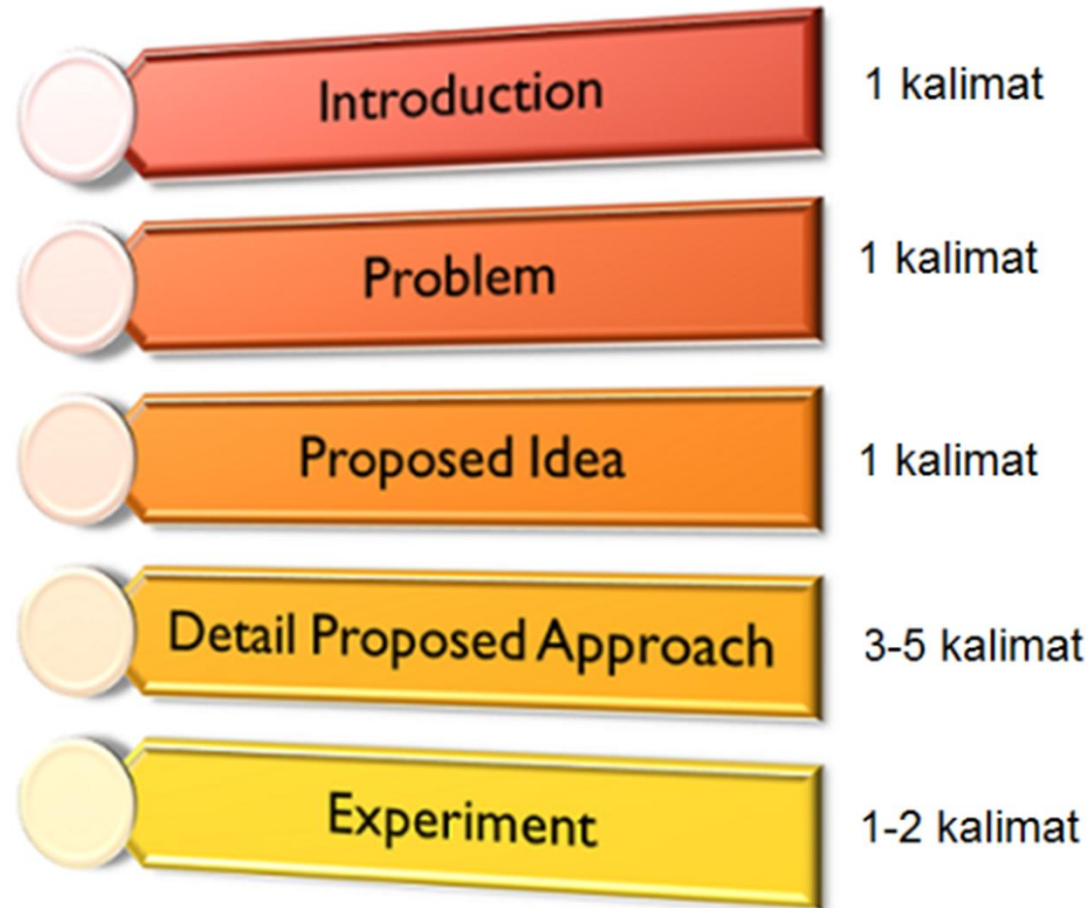 Introduction 1 kalimat
Problem 1 kalimat
Proposed Idea 1 kalimat
Detail Proposed Approach 3-5 kalimat
Experiment 1-2 kalimat